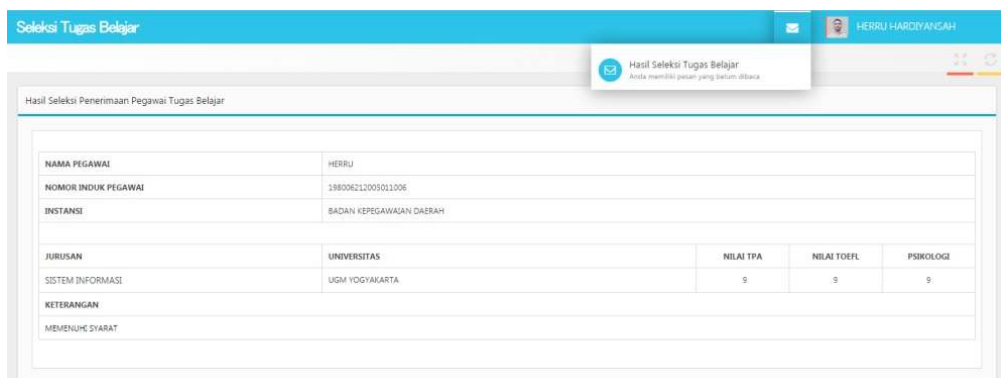 Seleksi Tugas Belajar
HERRU HARDIYANSAH
Hasil Seleksi Tugas Belajar
Anda memiliki pesan yang belum dibaca
Hasil Seleksi Penerimaan Pegawai Tugas Belajar
NAMA PEGAWAI HERRU
NOMOR INDUK PEGAWAI 198006212005011006
INSTANSI BADAN KEPEGAWAIAN DAERAH
JURUSAN UNIVERSITAS NILAI TPA NILAI TOEFL PSIKOLOGI
SISTEM INFORMASI UGM YOGYAKARTA 9 9 9
KETERANGAN
MEMENUHI SYARAT